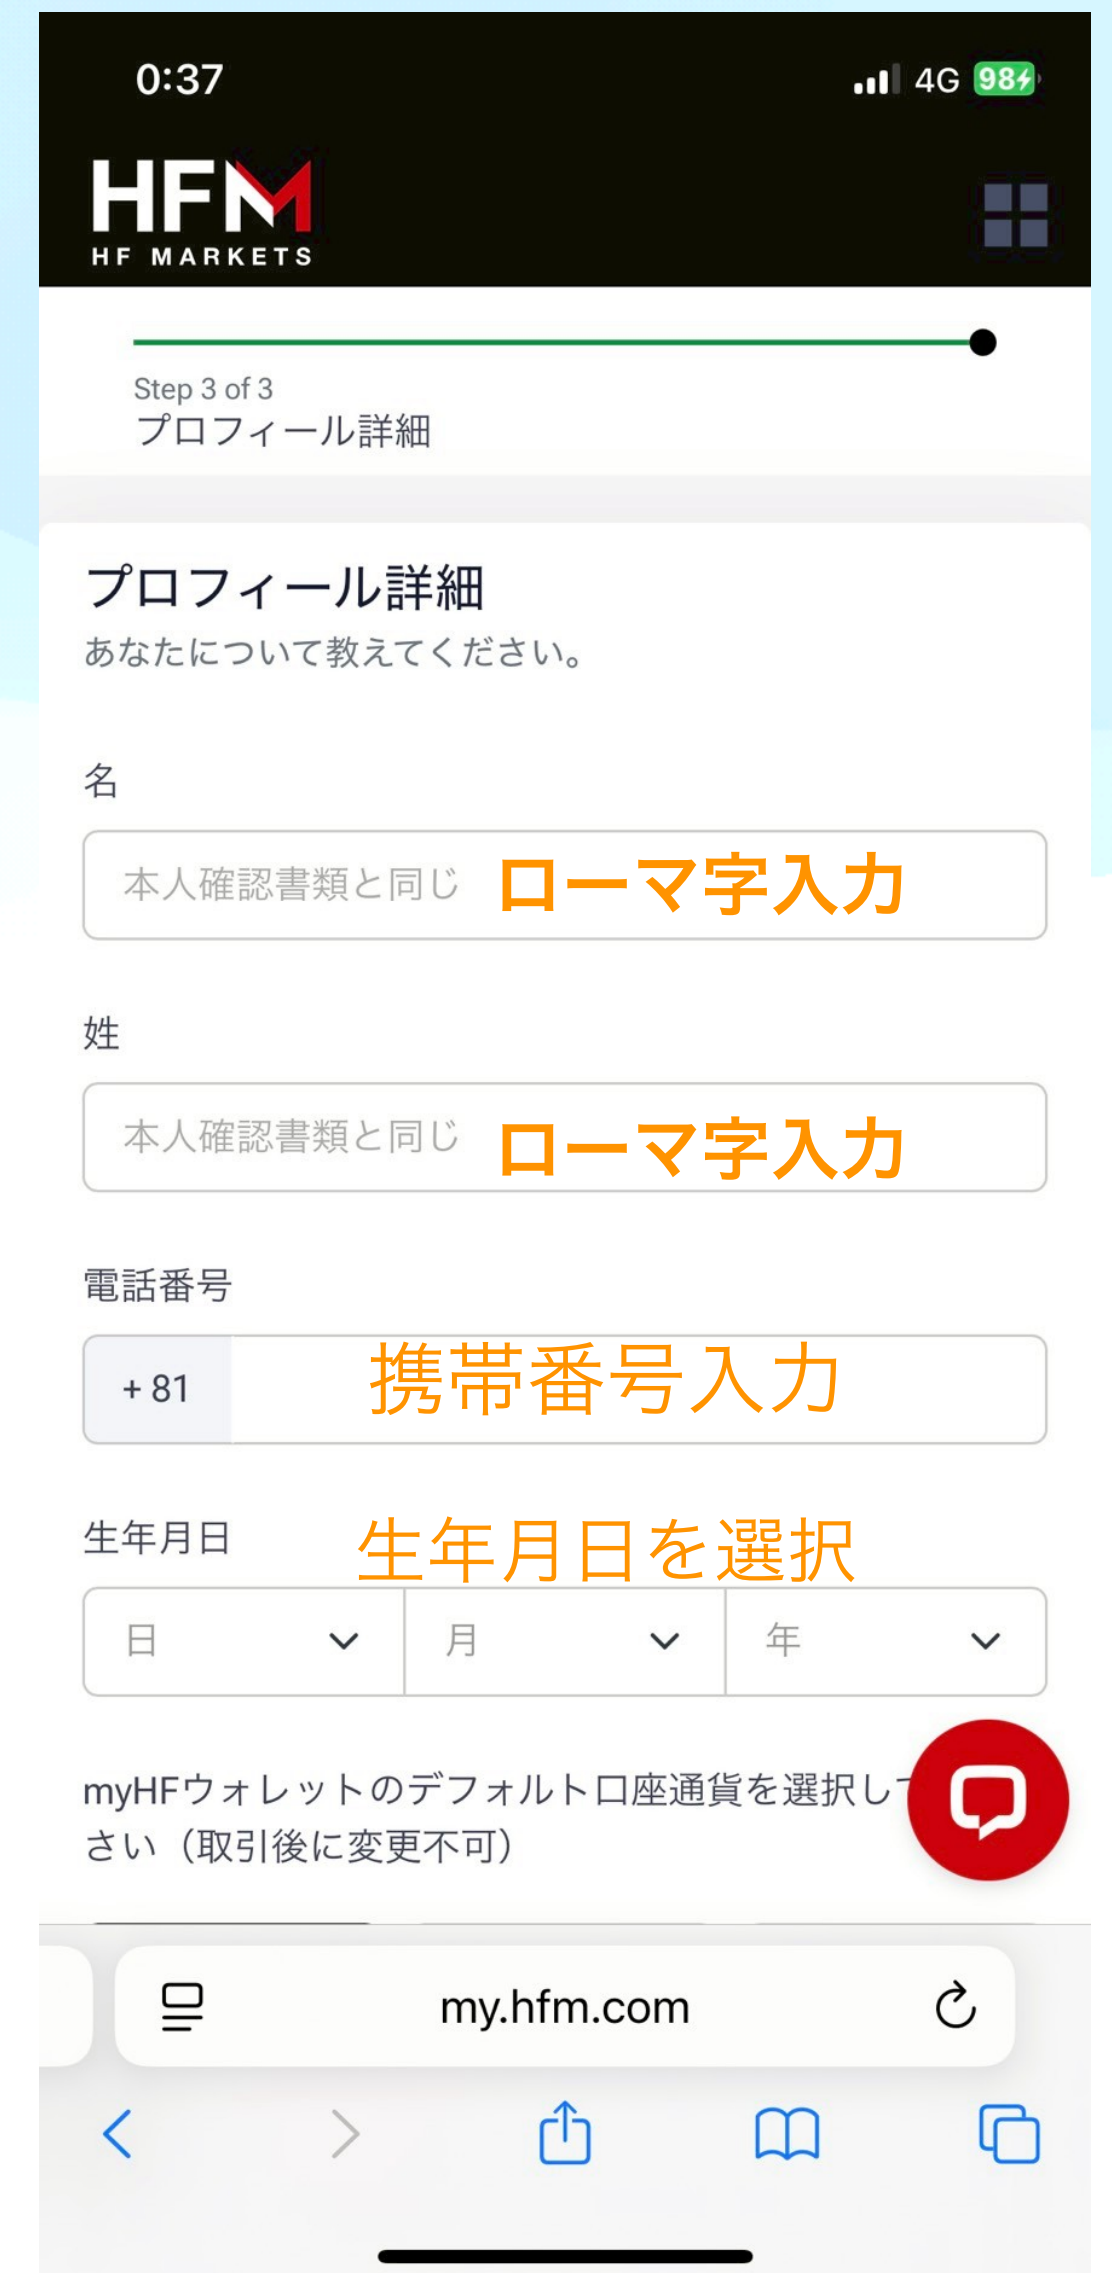 0:37
4G 98
HFM
HF MARKETS
Step 3 of 3
プロフィール詳細
プロフィール詳細
あなたについて教えてください。
名
本人確認書類と同じ ローマ字入力
姓
本人確認書類と同じ ローマ字入力
電話番号
+ 81 携帯番号入力
生年月日 生年月日を選択
日 月 年
myHFウォレットのデフォルト口座通貨を選択して
さい（取引後に変更不可）
my.hfm.com